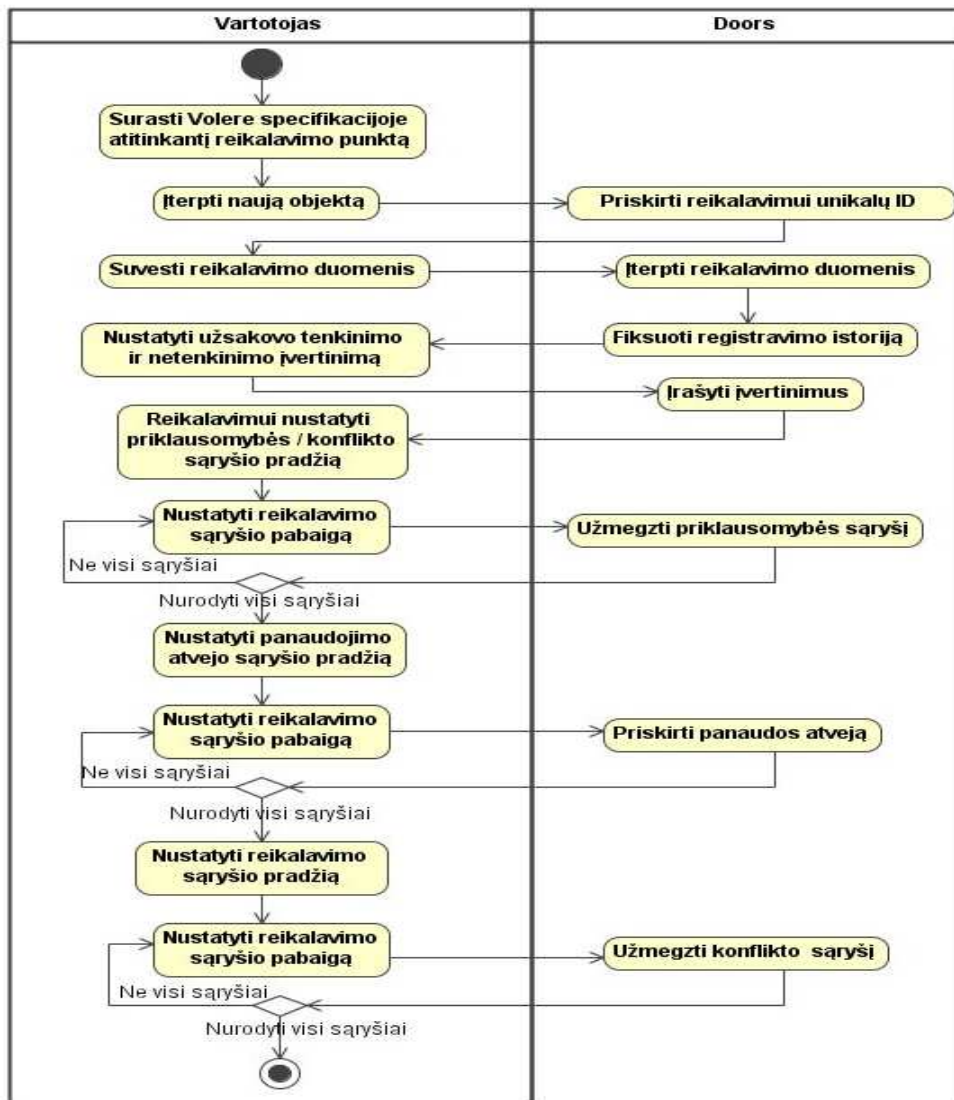 Vartotojas
Doors
Surasti Volere specifikacijoje
atitinkantį reikalavimo punktą
Įterpti naują objektą
Priskirti reikalavimui unikalų ID
Suvesti reikalavimo duomenis
Įterpti reikalavimo duomenis
Nustatyti užsakovo tenkinimo
ir netenkinimo įvertinimą
Fiksuoti registravimo istoriją
Įrašyti įvertinimus
Reikalavimui nustatyti
priklausomybės / konflikto
sąryšio pradžią
Nustatyti reikalavimo
sąryšio pabaigą
Užmegzti priklausomybės sąryšį
Ne visi sąryšiai
Nurodyti visi sąryšiai
Nustatyti panaudojimo
atvejo sąryšio pradžią
Nustatyti reikalavimo
sąryšio pabaigą
Priskirti panaudos atveją
Ne visi sąryšiai
Nurodyti visi sąryšiai
Nustatyti reikalavimo
sąryšio pradžią
Nustatyti reikalavimo
sąryšio pabaigą
Užmegzti konflikto sąryšį
Ne visi sąryšiai
Nurodyti visi sąryšiai